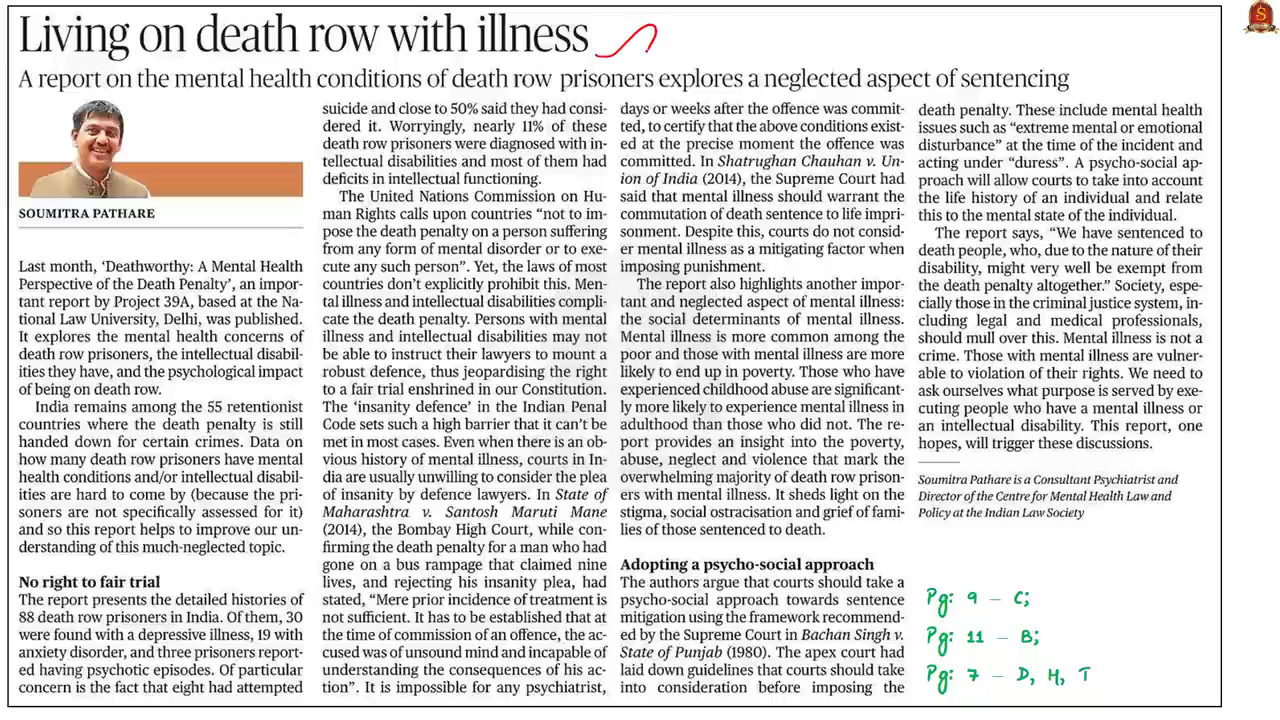 Living on death row with illness
A report on the mental health conditions of death row prisoners explores a neglected aspect of sentencing
SOUMITRA PATHARE
Last month, ‘Deathworthy: A Mental Health
Perspective of the Death Penalty’, an impor-
tant report by Project 39A, based at the Na-
tional Law University, Delhi, was published.
It explores the mental health concerns of
death row prisoners, the intellectual disabil-
ities they have, and the psychological impact
of being on death row.
India remains among the 55 retentionist
countries where the death penalty is still
handed down for certain crimes. Data on
how many death row prisoners have mental
health conditions and/or intellectual disabil-
ities are hard to come by (because the pri-
soners are not specifically assessed for it)
and so this report helps to improve our un-
derstanding of this much-neglected topic.
No right to fair trial
The report presents the detailed histories of
88 death row prisoners in India. Of them, 30
were found with a depressive illness, 19 with
anxiety disorder, and three prisoners report-
ed having psychotic episodes. Of particular
concern is the fact that eight had attempted
suicide and close to 50% said they had consi-
dered it. Worryingly, nearly 11% of these
death row prisoners were diagnosed with in-
tellectual disabilities and most of them had
deficits in intellectual functioning.
The United Nations Commission on Hu-
man Rights calls upon countries “not to im-
pose the death penalty on a person suffering
from any form of mental disorder or to exe-
cute any such person”. Yet, the laws of most
countries don’t explicitly prohibit this. Men-
tal illness and intellectual disabilities compli-
cate the death penalty. Persons with mental
illness and intellectual disabilities may not
be able to instruct their lawyers to mount a
robust defence, thus jeopardising the right
to a fair trial enshrined in our Constitution.
The ‘insanity defence’ in the Indian Penal
Code sets such a high barrier that it can’t be
met in most cases. Even when there is an ob-
vious history of mental illness, courts in In-
dia are usually unwilling to consider the plea
of insanity by defence lawyers. In State of
Maharashtra v. Santosh Maruti Mane
(2014), the Bombay High Court, while con-
firming the death penalty for a man who had
gone on a bus rampage that claimed nine
lives, and rejecting his insanity plea, had
stated, “Mere prior incidence of treatment is
not sufficient. It has to be established that at
the time of commission of an offence, the ac-
cused was of unsound mind and incapable of
understanding the consequences of his ac-
tion”. It is impossible for any psychiatrist,
days or weeks after the offence was commit-
ted, to certify that the above conditions exist-
ed at the precise moment the offence was
committed. In Shatrughan Chauhan v. Un-
ion of India (2014), the Supreme Court had
said that mental illness should warrant the
commutation of death sentence to life impri-
sonment. Despite this, courts do not consid-
er mental illness as a mitigating factor when
imposing punishment.
The report also highlights another impor-
tant and neglected aspect of mental illness:
the social determinants of mental illness.
Mental illness is more common among the
poor and those with mental illness are more
likely to end up in poverty. Those who have
experienced childhood abuse are significant-
ly more likely to experience mental illness in
adulthood than those who did not. The re-
port provides an insight into the poverty,
abuse, neglect and violence that mark the
overwhelming majority of death row prison-
ers with mental illness. It sheds light on the
stigma, social ostracisation and grief of fami-
lies of those sentenced to death.
Adopting a psycho-social approach
The authors argue that courts should take a
psycho-social approach towards sentence
mitigation using the framework recommend-
ed by the Supreme Court in Bachan Singh v.
State of Punjab (1980). The apex court had
laid down guidelines that courts should take
into consideration before imposing the
death penalty. These include mental health
issues such as “extreme mental or emotional
disturbance” at the time of the incident and
acting under “duress”. A psycho-social ap-
proach will allow courts to take into account
the life history of an individual and relate
this to the mental state of the individual.
The report says, “We have sentenced to
death people, who, due to the nature of their
disability, might very well be exempt from
the death penalty altogether.” Society, esp-
ecially those in the criminal justice system, in-
cluding legal and medical professionals,
should mull over this. Mental illness is not a
crime. Those with mental illness are vulner-
able to violation of their rights. We need to
ask ourselves what purpose is served by exe-
cuting people who have a mental illness or
an intellectual disability. This report, one
hopes, will trigger these discussions.
Soumitra Pathare is a Consultant Psychiatrist and
Director of the Centre for Mental Health Law and
Policy at the Indian Law Society
Pg: 9 – C;
Pg: 11 – B;
Pg: 7 – D, H, T